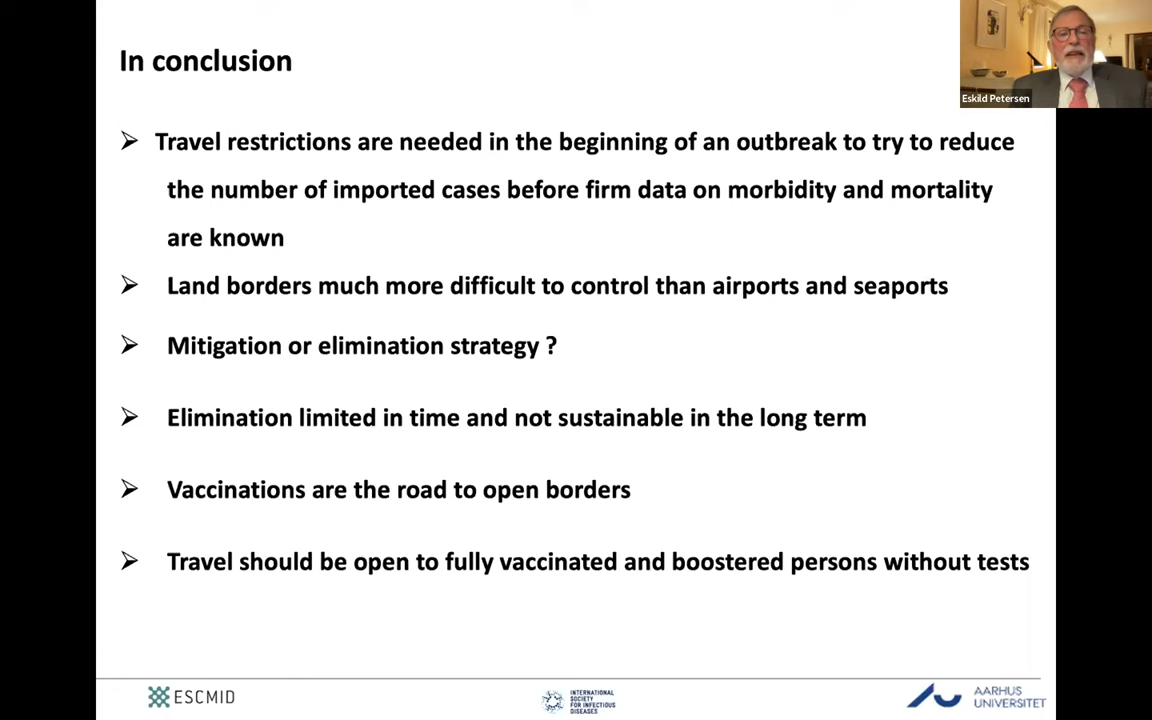 In conclusion
Eskild Petersen
➢ Travel restrictions are needed in the beginning of an outbreak to try to reduce
the number of imported cases before firm data on morbidity and mortality
are known
➢ Land borders much more difficult to control than airports and seaports
➢ Mitigation or elimination strategy ?
➢ Elimination limited in time and not sustainable in the long term
➢ Vaccinations are the road to open borders
➢ Travel should be open to fully vaccinated and boostered persons without tests
ESCMID
INTERNATIONAL
SOCIETY
FOR INFECTIOUS
DISEASES
AARHUS
UNIVERSITET